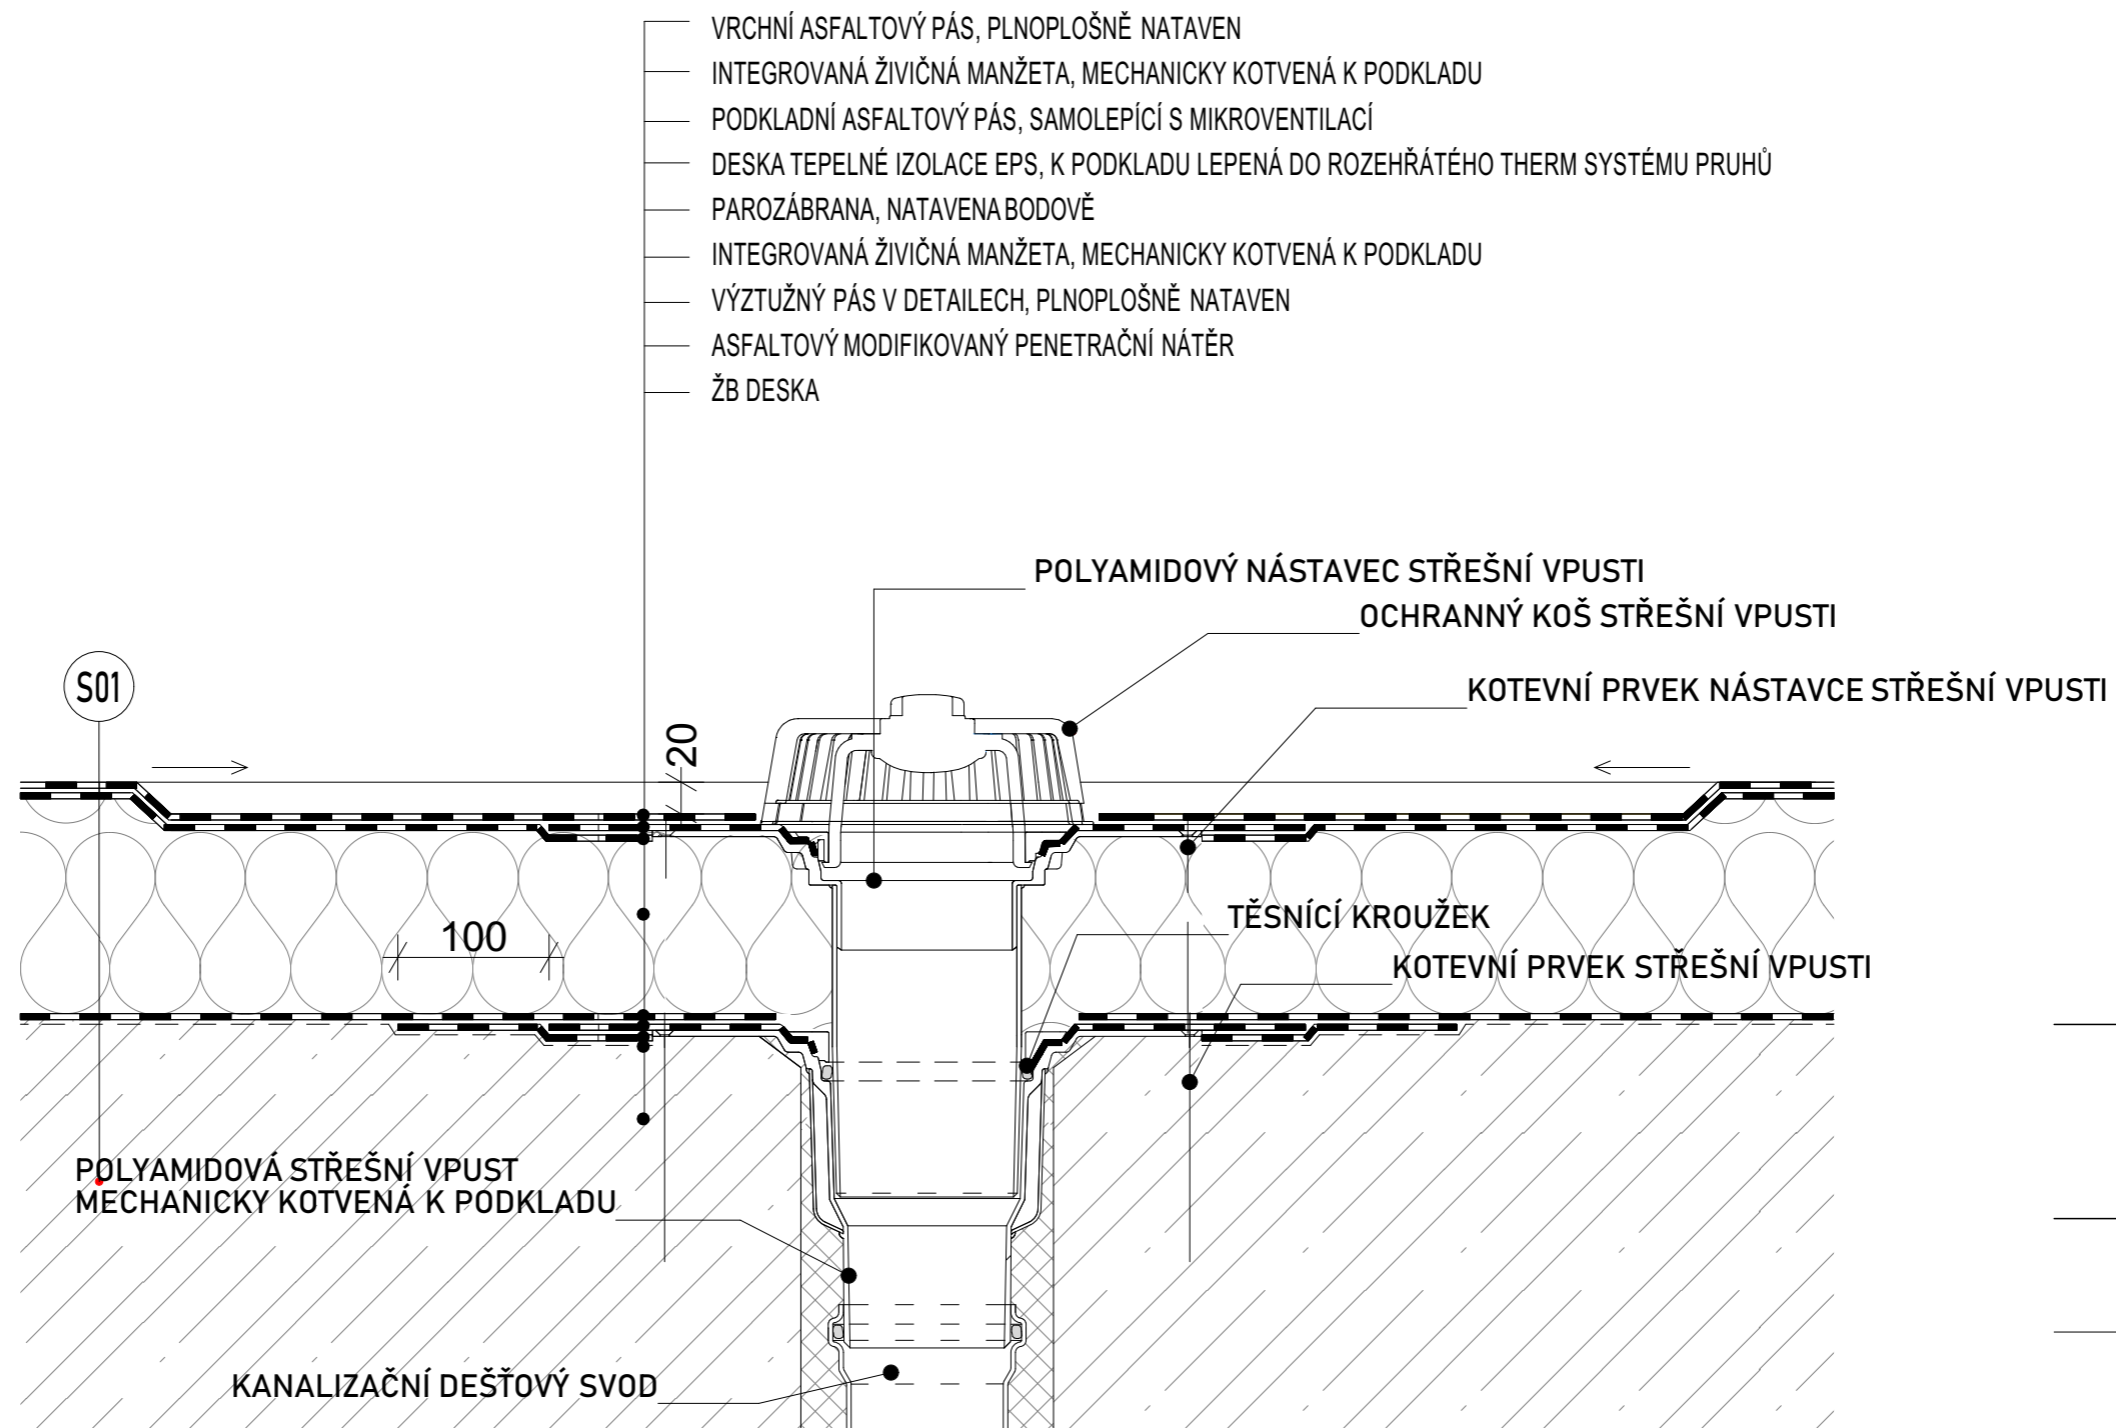 VRCHNÍ ASFALTOVÝ PÁS, PLNOPLOŠNĚ NATAVEN
INTEGROVANÁ ŽIVIČNÁ MANŽETA, MECHANICKY KOTVENÁ K PODKLADU
PODKLADNÍ ASFALTOVÝ PÁS, SAMOLEPÍCÍ S MIKROVENTILACÍ
DESKA TEPELNÉ IZOLACE EPS, K PODKLADU LEPENÁ DO ROZEHŘÁTÉHO THERM SYSTÉMU PRUHŮ
PAROZÁBRANA, NATAVENA BODOVĚ
INTEGROVANÁ ŽIVIČNÁ MANŽETA, MECHANICKY KOTVENÁ K PODKLADU
VÝZTUŽNÝ PÁS V DETAILECH, PLNOPLOŠNĚ NATAVEN
ASFALTOVÝ MODIFIKOVANÝ PENETRAČNÍ NÁTĚR
ŽB DESKA
POLYAMIDOVÝ NÁSTAVEC STŘEŠNÍ VPUSTI
OCHRANNÝ KOŠ STŘEŠNÍ VPUSTI
S01
KOTEVNÍ PRVEK NÁSTAVCE STŘEŠNÍ VPUSTI
20
TĚSNÍCÍ KROUŽEK
100
KOTEVNÍ PRVEK STŘEŠNÍ VPUSTI
POLYAMIDOVÁ STŘEŠNÍ VPUST
MECHANICKY KOTVENÁ K PODKLADU
KANALIZAČNÍ DEŠŤOVÝ SVOD